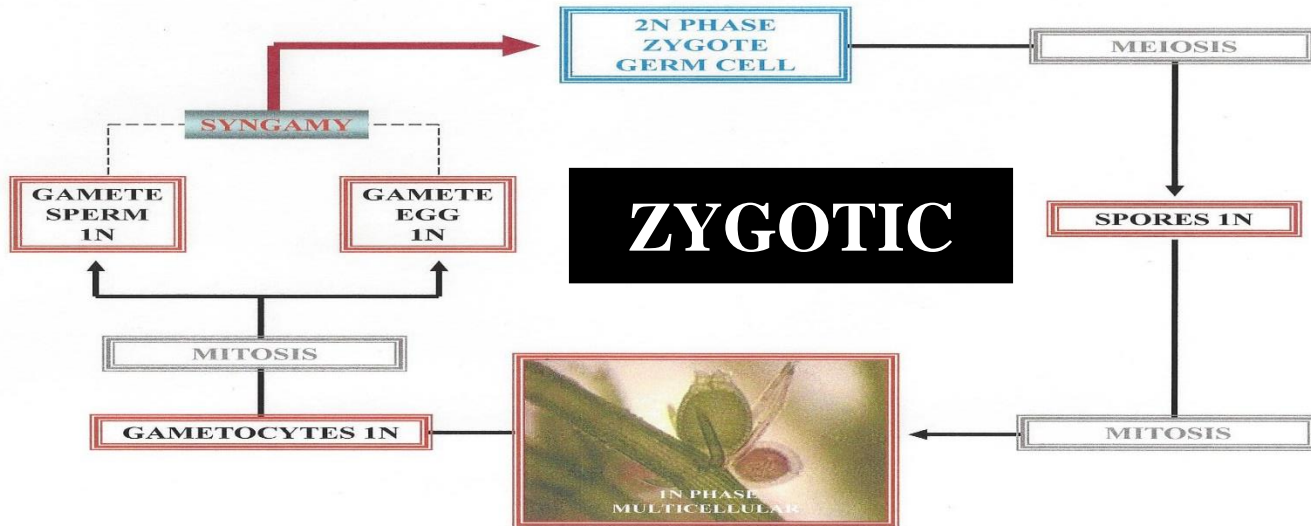 2N PHASE
ZYGOTE
GERM CELL
MEIOSIS
SYNGAMY
GAMETE
SPERM
1N
GAMETE
EGG
1N
ZYGOTIC
SPORES 1N
MITOSIS
GAMETOCYTES 1N
1N PHASE
MULTICELLULAR
MITOSIS